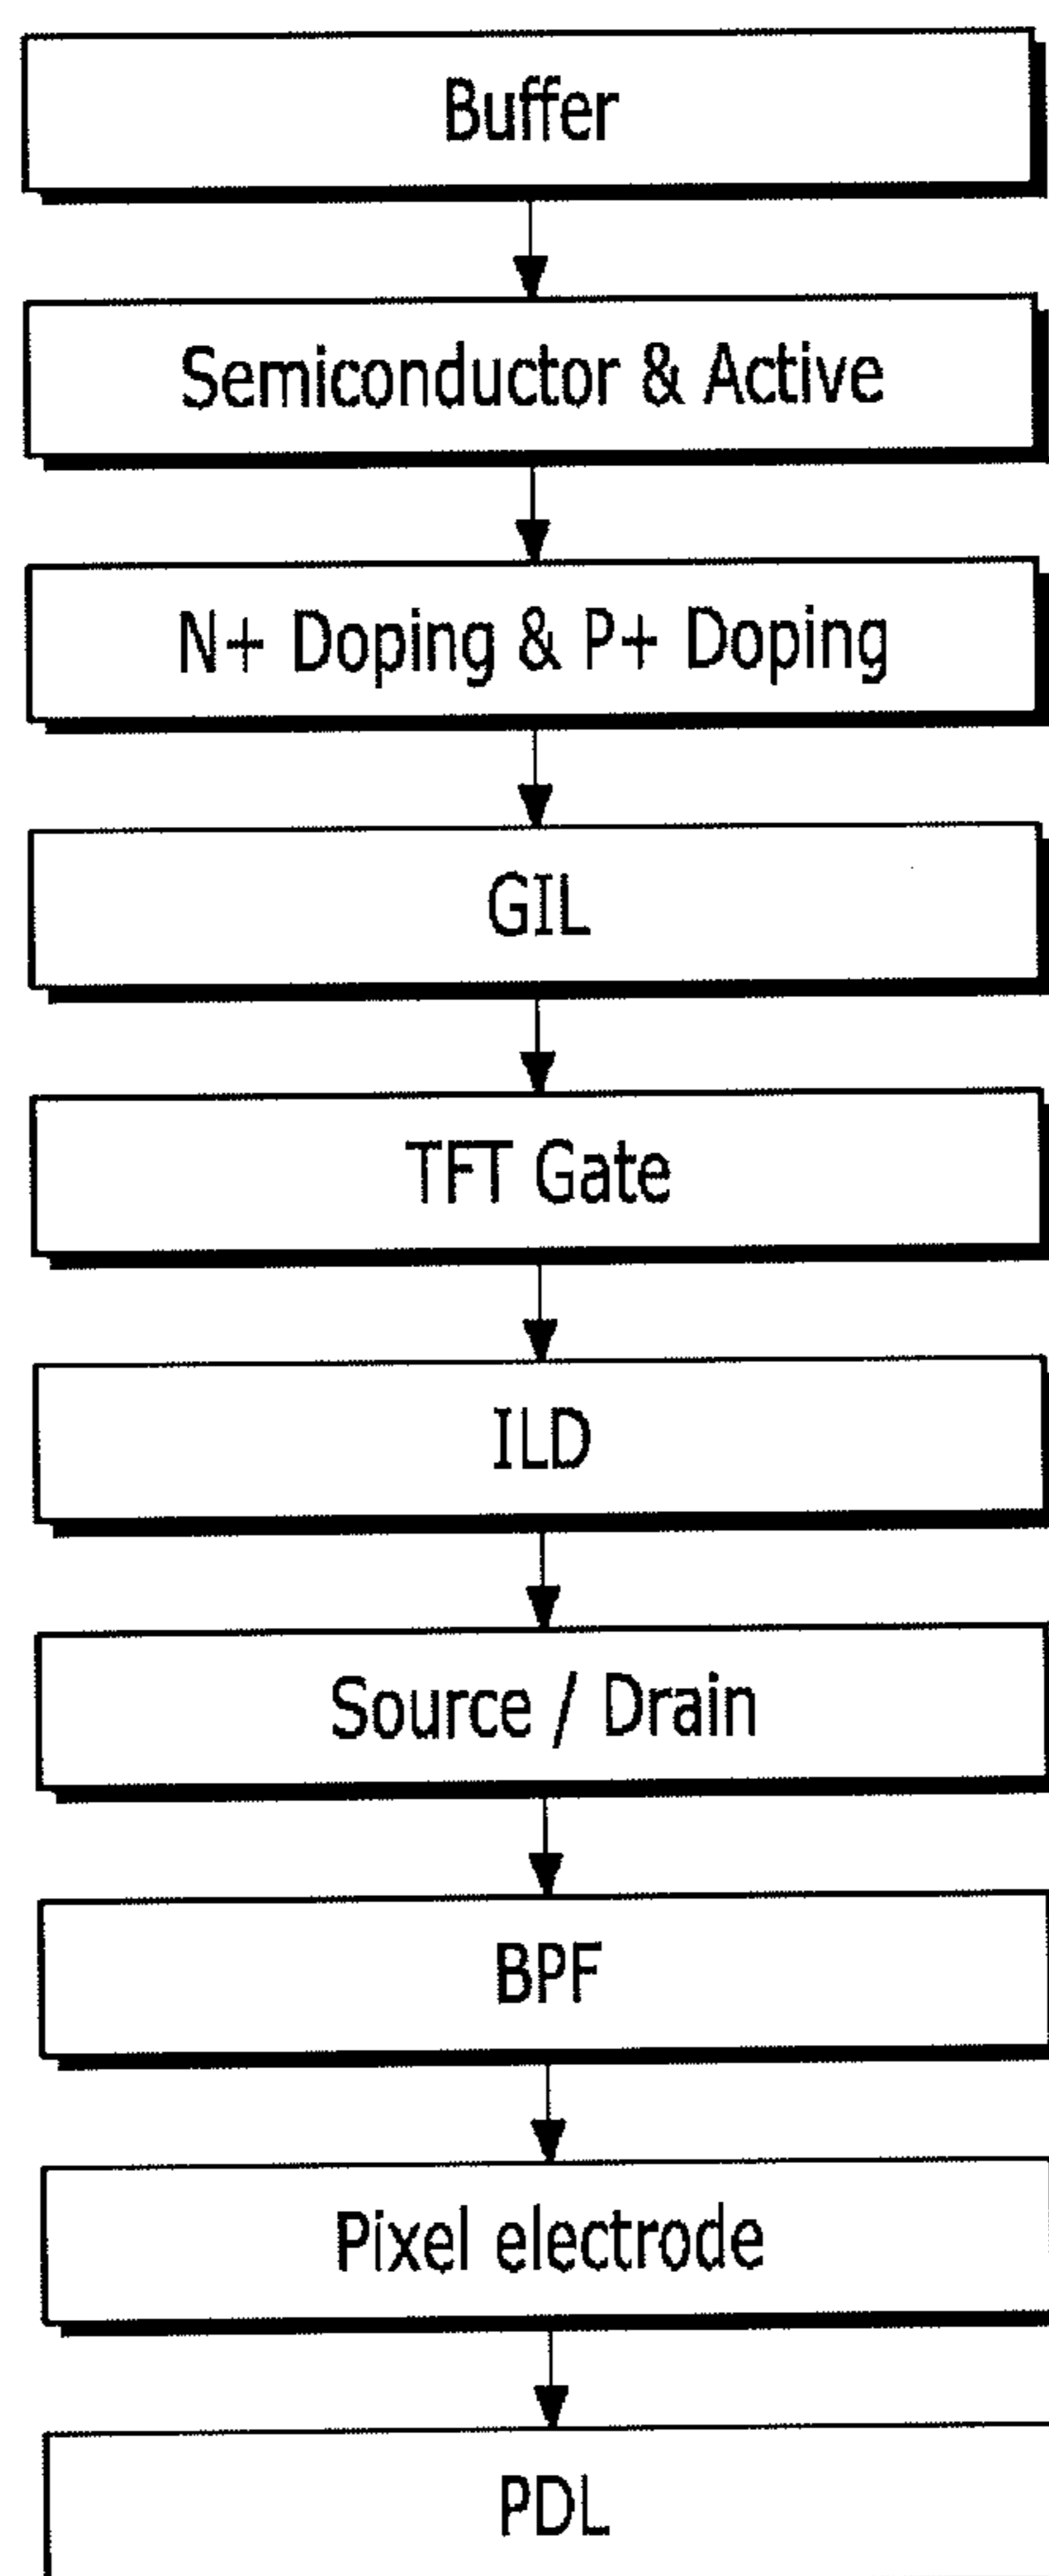 Buffer
Semiconductor & Active
N+ Doping & P+ Doping
GIL
TFT Gate
ILD
Source / Drain
BPF
Pixel electrode
PDL